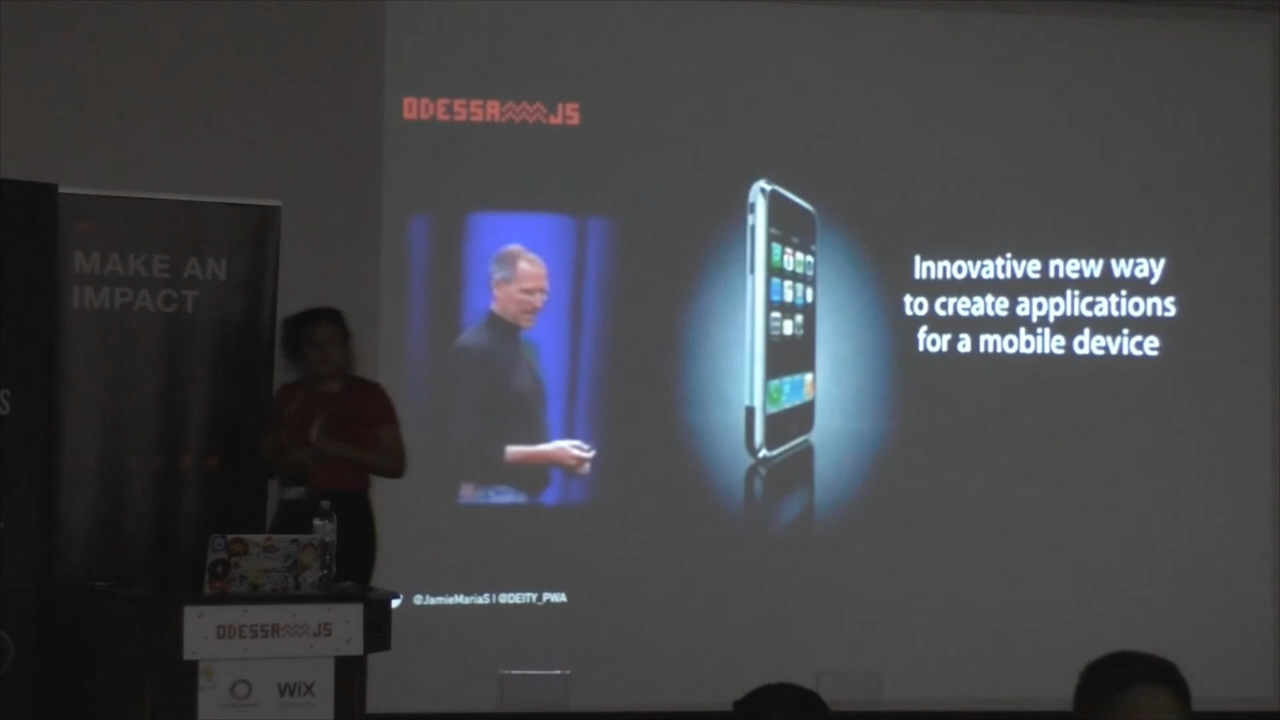 ODESSA JS
MAKE AN
IMPACT
Innovative new way
to create applications
for a mobile device
S
@JamieMariaS | @DEITY_PWA
ODESSA JS
WIX